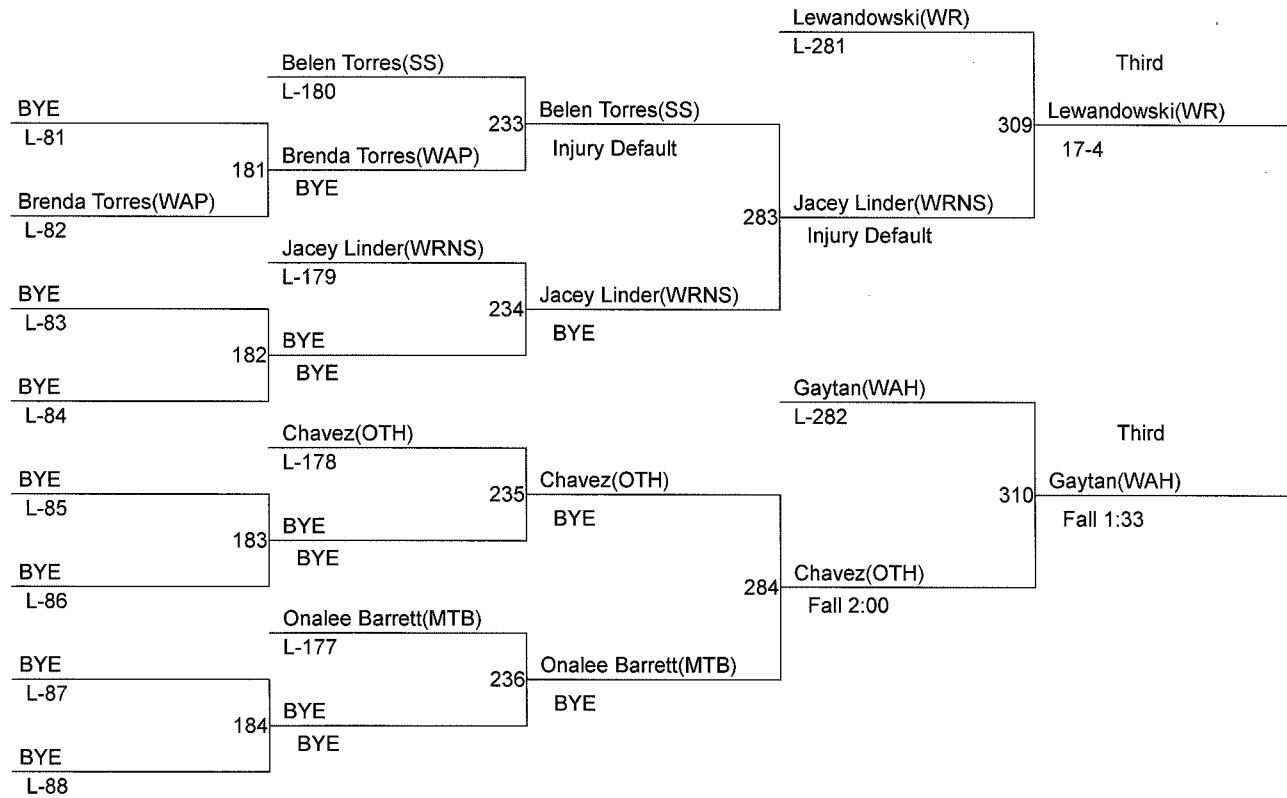 Lewandowski(WR)
L-281
Belen Torres(SS)
L-180
Third
BYE
L-81
233
Belen Torres(SS)
Injury Default
309
Lewandowski(WR)
17-4
181
Brenda Torres(WAP)
BYE
Brenda Torres(WAP)
L-82
283
Jacey Linder(WRNS)
Injury Default
Jacey Linder(WRNS)
L-179
BYE
L-83
234
Jacey Linder(WRNS)
BYE
182
BYE
BYE
BYE
L-84
Gaytan(WAH)
L-282
Chavez(OTH)
L-178
Third
BYE
L-85
235
Chavez(OTH)
BYE
310
Gaytan(WAH)
Fall 1:33
183
BYE
BYE
BYE
L-86
284
Chavez(OTH)
Fall 2:00
Onalee Barrett(MTB)
L-177
BYE
L-87
236
Onalee Barrett(MTB)
BYE
184
BYE
BYE
BYE
L-88